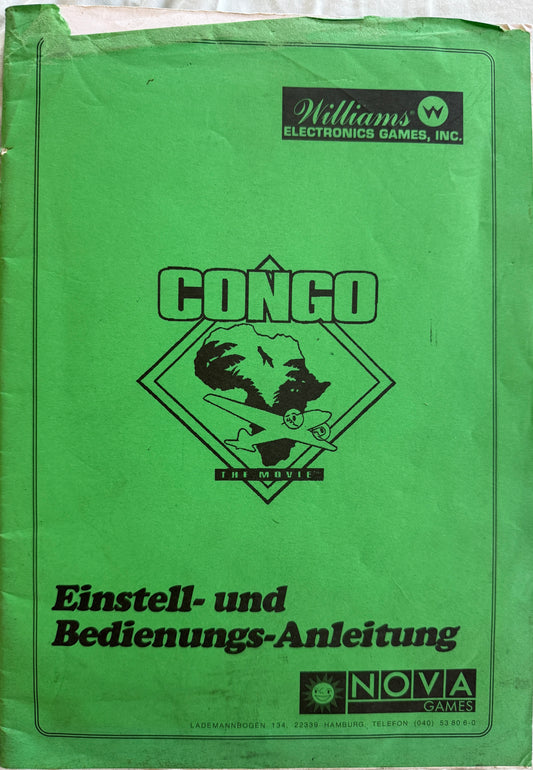 Williams®
ELECTRONICS GAMES, INC.
CONGO
THE MOVIE™
Einstell- und
Bedienungs-Anleitung
NOVA
GAMES
LADEMANNBOGEN 134, 22339 HAMBURG, TELEFON (040) 53 80 6-0